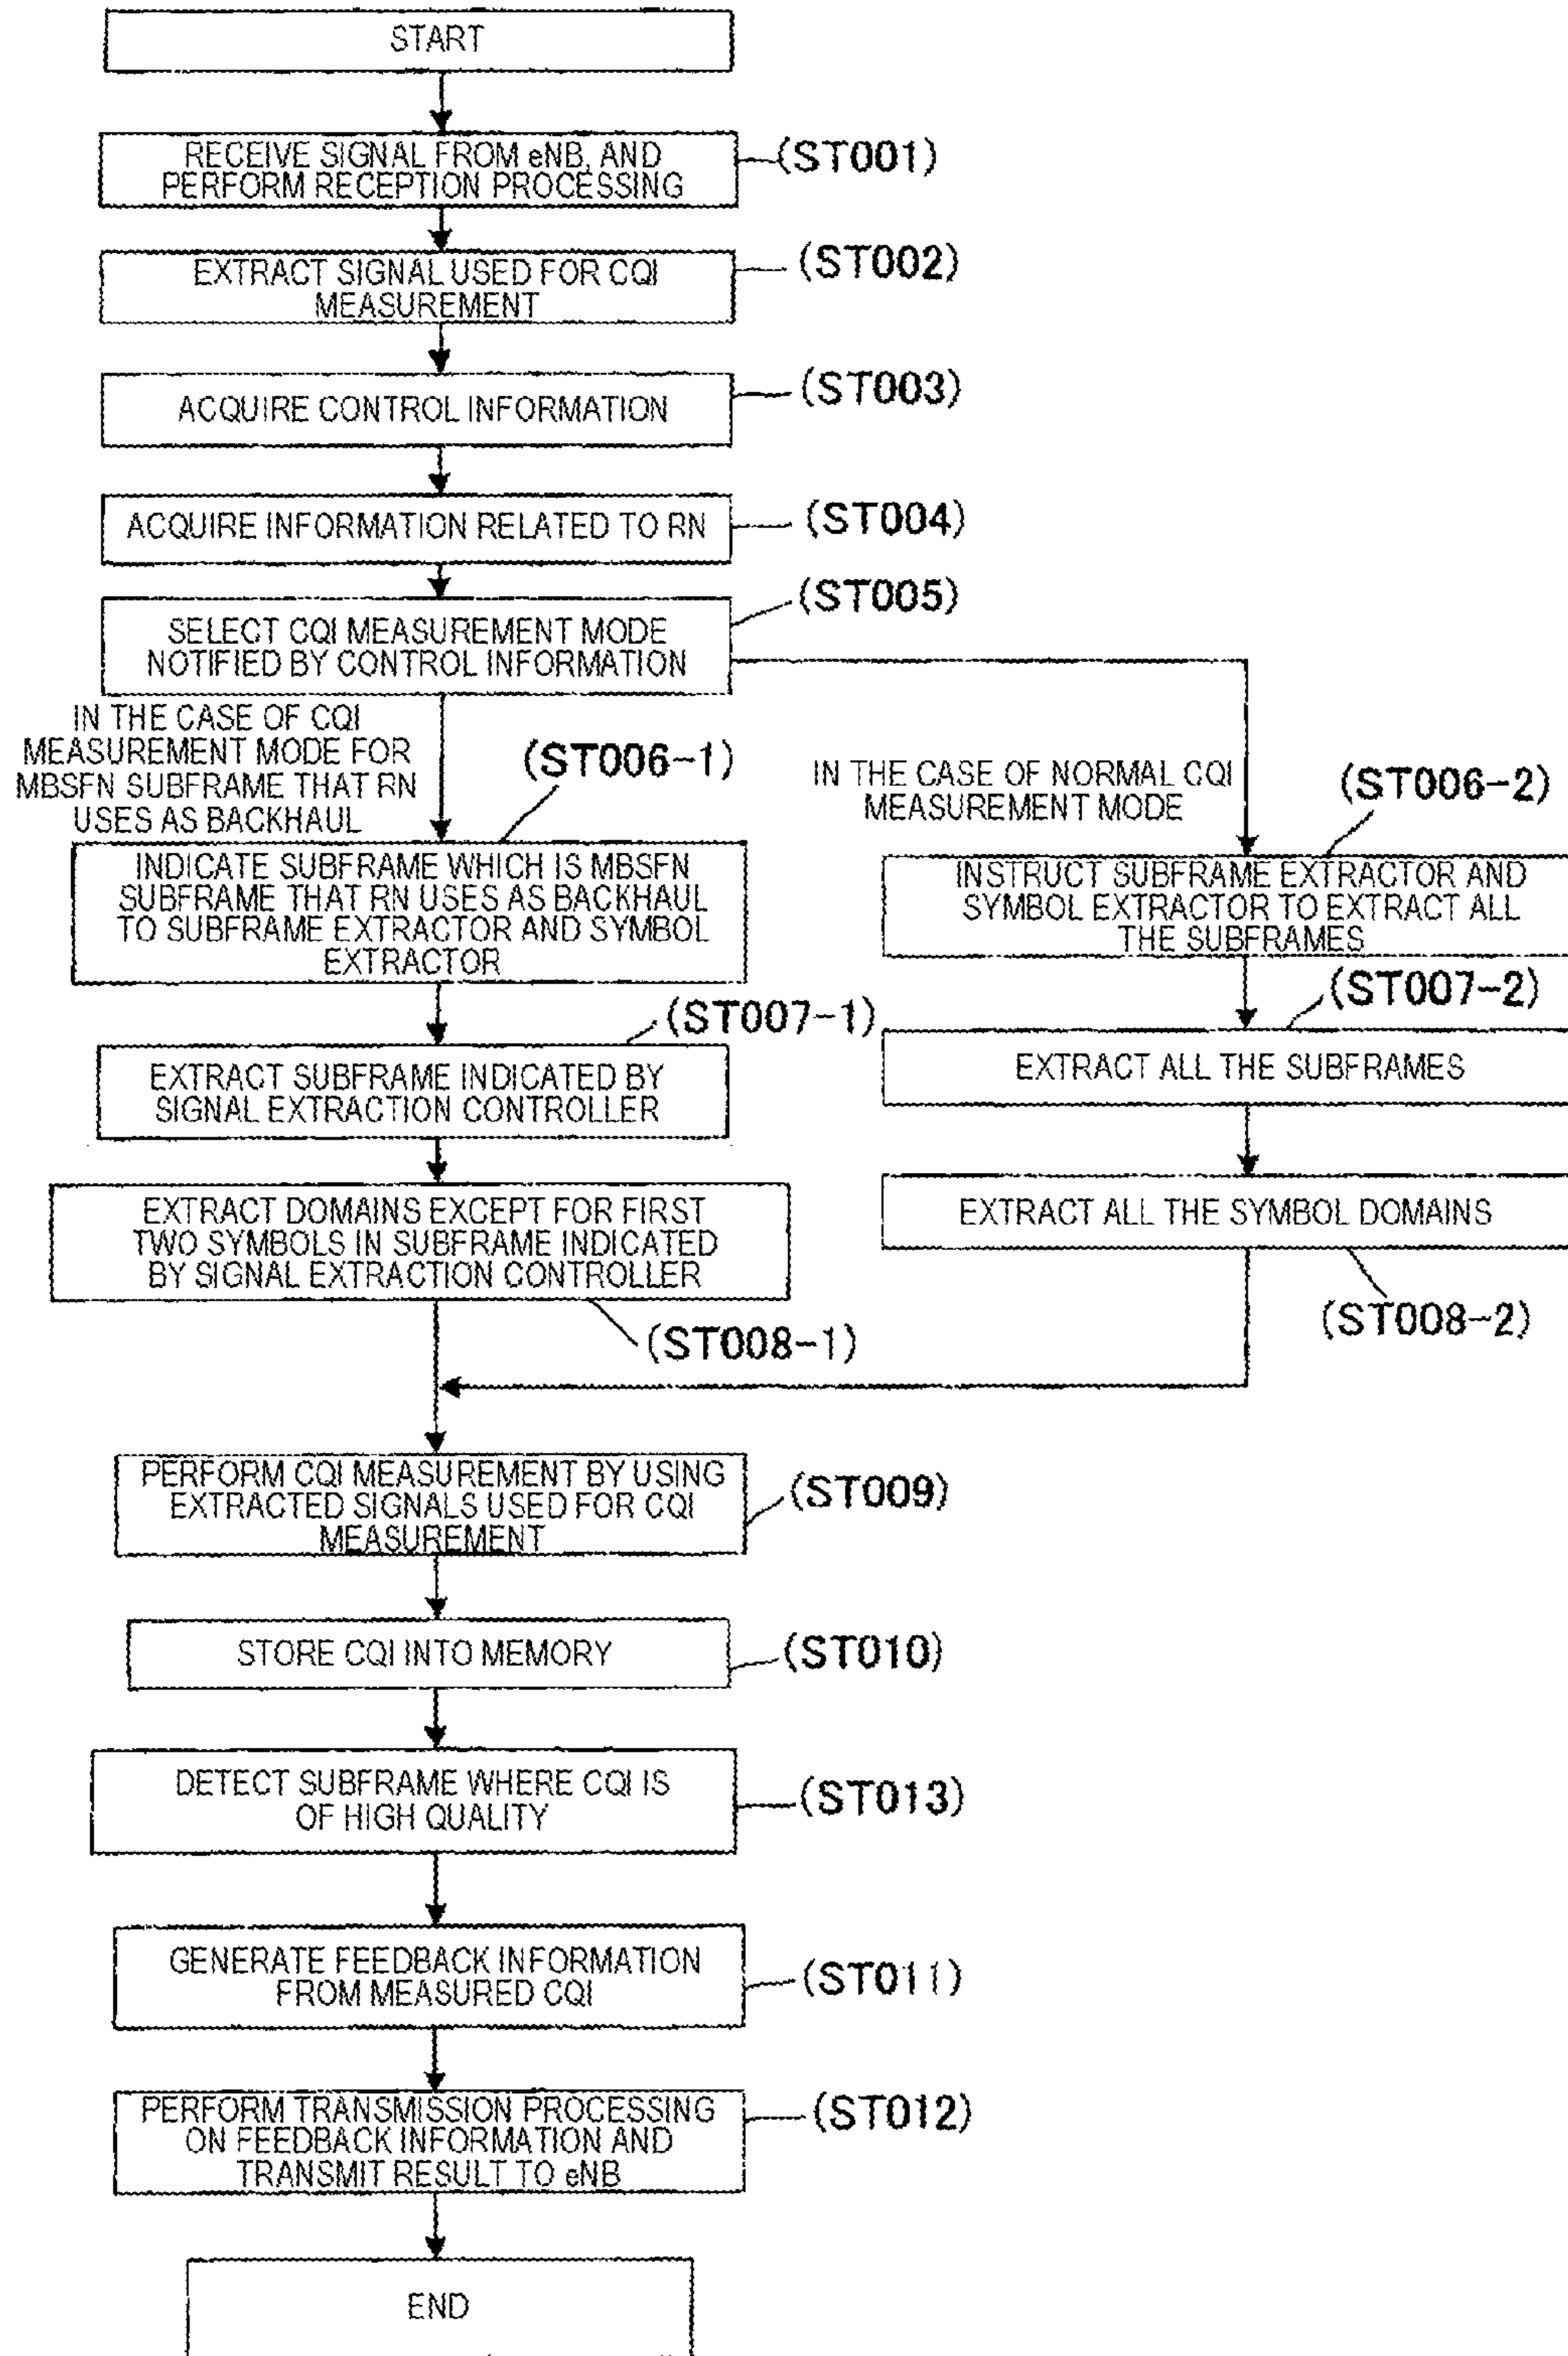 START
RECEIVE SIGNAL FROM eNB, AND
PERFORM RECEPTION PROCESSING
(ST001)
EXTRACT SIGNAL USED FOR CQI
MEASUREMENT
(ST002)
ACQUIRE CONTROL INFORMATION
(ST003)
ACQUIRE INFORMATION RELATED TO RN
(ST004)
SELECT CQI MEASUREMENT MODE
NOTIFIED BY CONTROL INFORMATION
(ST005)
IN THE CASE OF CQI
MEASUREMENT MODE FOR
MBSFN SUBFRAME THAT RN
USES AS BACKHAUL
(ST006-1)
IN THE CASE OF NORMAL CQI
MEASUREMENT MODE
(ST006-2)
INDICATE SUBFRAME WHICH IS MBSFN
SUBFRAME THAT RN USES AS BACKHAUL
TO SUBFRAME EXTRACTOR AND SYMBOL
EXTRACTOR
INSTRUCT SUBFRAME EXTRACTOR AND
SYMBOL EXTRACTOR TO EXTRACT ALL
THE SUBFRAMES
(ST007-1)
(ST007-2)
EXTRACT SUBFRAME INDICATED BY
SIGNAL EXTRACTION CONTROLLER
EXTRACT ALL THE SUBFRAMES
EXTRACT DOMAINS EXCEPT FOR FIRST
TWO SYMBOLS IN SUBFRAME INDICATED
BY SIGNAL EXTRACTION CONTROLLER
EXTRACT ALL THE SYMBOL DOMAINS
(ST008-1)
(ST008-2)
PERFORM CQI MEASUREMENT BY USING
EXTRACTED SIGNALS USED FOR CQI
MEASUREMENT
(ST009)
STORE CQI INTO MEMORY
(ST010)
DETECT SUBFRAME WHERE CQI IS
OF HIGH QUALITY
(ST013)
GENERATE FEEDBACK INFORMATION
FROM MEASURED CQI
(ST011)
PERFORM TRANSMISSION PROCESSING
ON FEEDBACK INFORMATION AND
TRANSMIT RESULT TO eNB
(ST012)
END